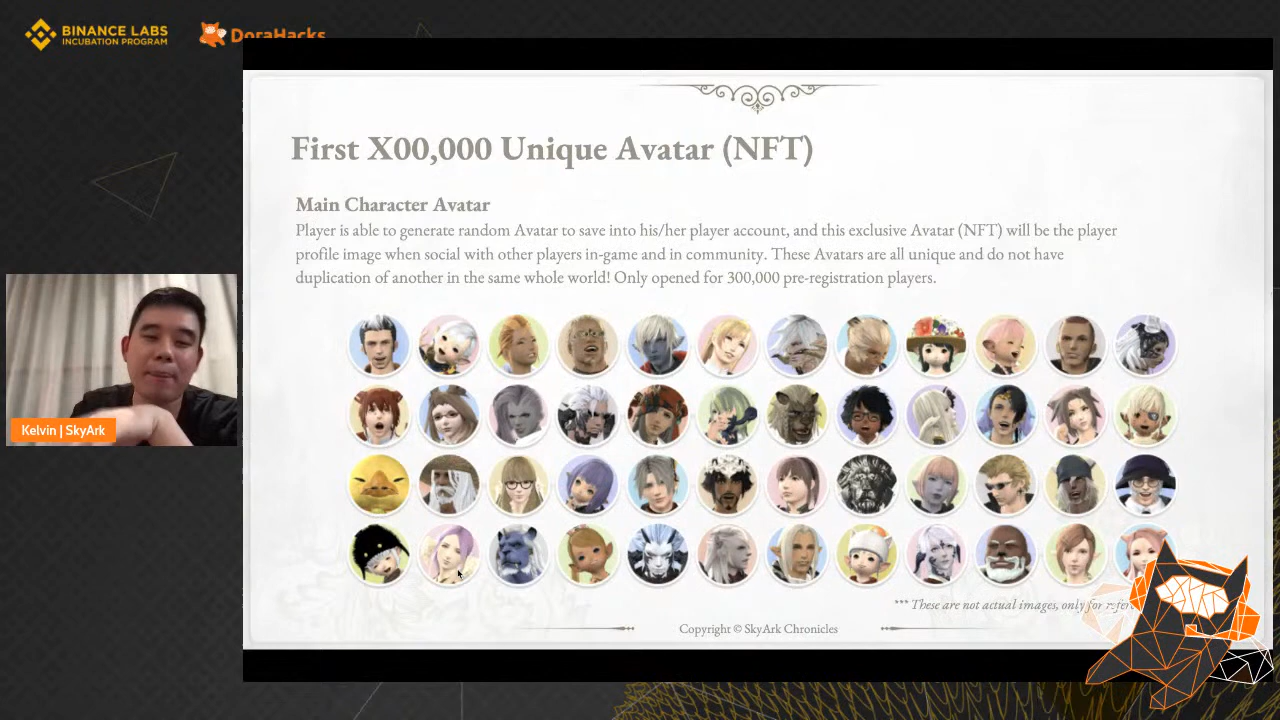 BINANCE LABS
INCUBATION PROGRAM
DoraHacks
First X00,000 Unique Avatar (NFT)
Main Character Avatar
Player is able to generate random Avatar to save into his/her player account, and this exclusive Avatar (NFT) will be the player
profile image when social with other players in-game and in community. These Avatars are all unique and do not have
duplication of another in the same whole world! Only opened for 300,000 pre-registration players.
Kelvin | SkyArk
*** These are not actual images, only for
Copyright © SkyArk Chronicles